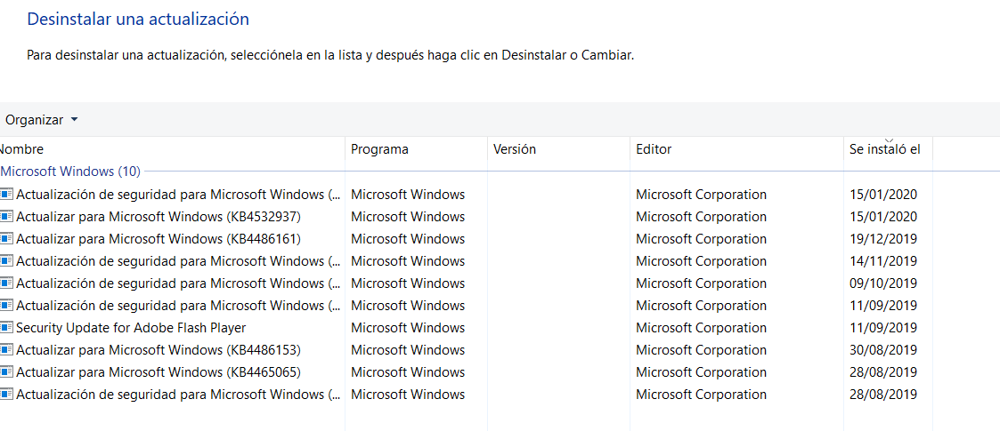 Desinstalar una actualización
Para desinstalar una actualización, selecciónela en la lista y después haga clic en Desinstalar o Cambiar.
Organizar
Nombre Programa Versión Editor Se instaló el
Microsoft Windows (10)
Actualización de seguridad para Microsoft Windows (... Microsoft Windows Microsoft Corporation 15/01/2020
Actualizar para Microsoft Windows (KB4532937) Microsoft Windows Microsoft Corporation 15/01/2020
Actualizar para Microsoft Windows (KB4486161) Microsoft Windows Microsoft Corporation 19/12/2019
Actualización de seguridad para Microsoft Windows (... Microsoft Windows Microsoft Corporation 14/11/2019
Actualización de seguridad para Microsoft Windows (... Microsoft Windows Microsoft Corporation 09/10/2019
Actualización de seguridad para Microsoft Windows (... Microsoft Windows Microsoft Corporation 11/09/2019
Security Update for Adobe Flash Player Microsoft Windows Microsoft Corporation 11/09/2019
Actualizar para Microsoft Windows (KB4486153) Microsoft Windows Microsoft Corporation 30/08/2019
Actualizar para Microsoft Windows (KB4465065) Microsoft Windows Microsoft Corporation 28/08/2019
Actualización de seguridad para Microsoft Windows (... Microsoft Windows Microsoft Corporation 28/08/2019